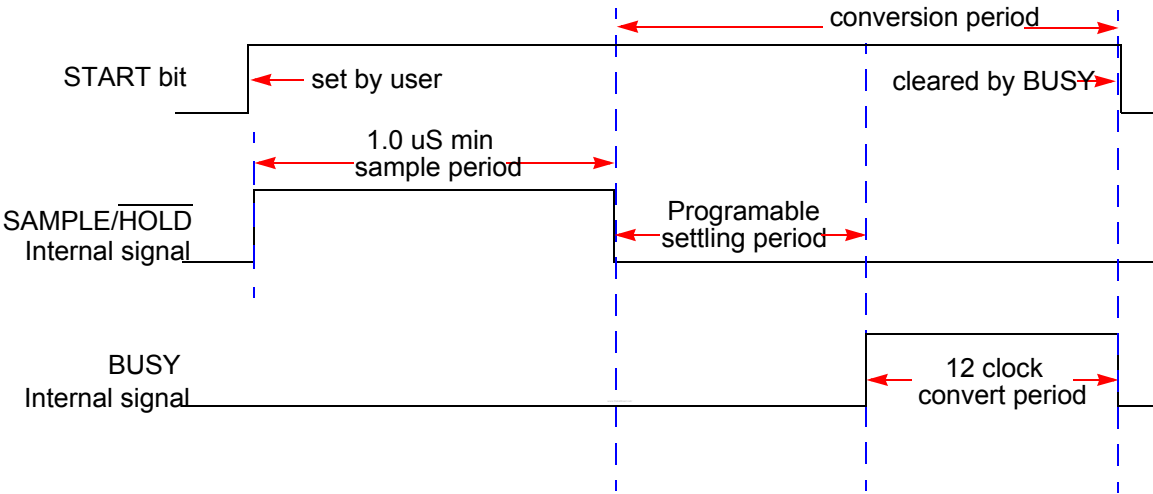 conversion period
START bit
set by user
cleared by BUSY
1.0 uS min
sample period
SAMPLE/HOLD
Internal signal
Programable
settling period
BUSY
Internal signal
12 clock
convert period